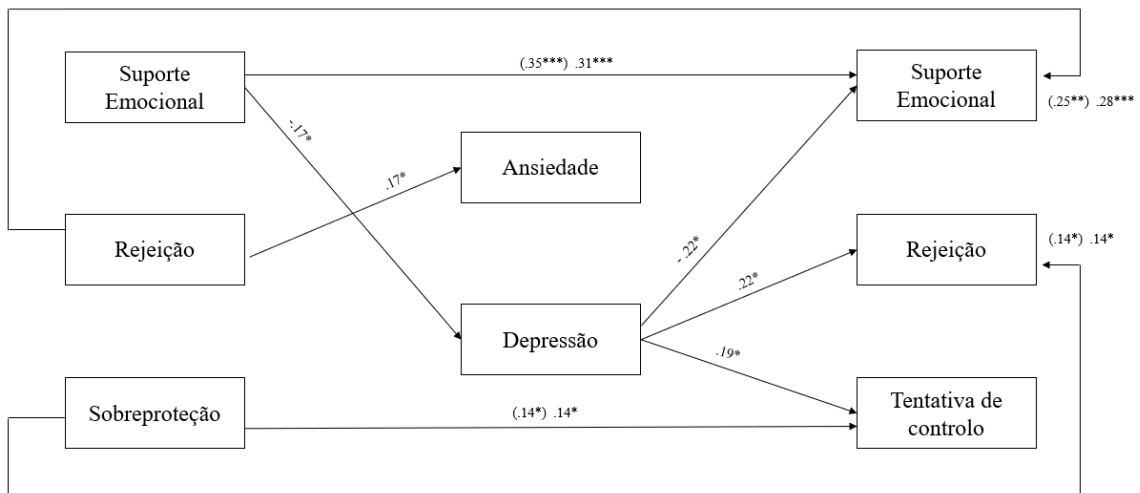 Suporte
Emocional
(.35***) .31***
Suporte
Emocional
(.25**) .28***
-.17*
.17*
Ansiedade
Rejeição
- .22*
Rejeição
(.14*) .14*
.22*
Depressão
.19*
Sobreproteção
(.14*) .14*
Tentativa de
controlo